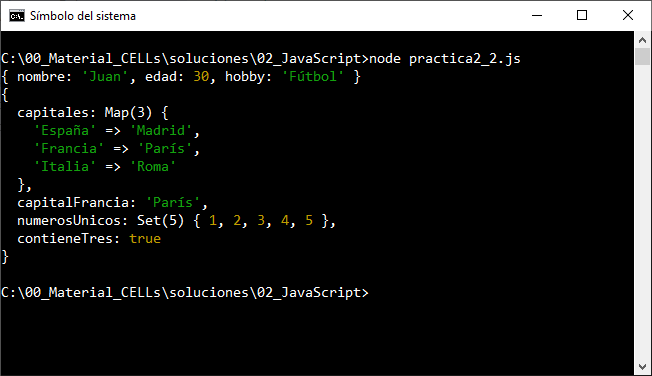 Símbolo del sistema
C:\00_Material_CELLs\soluciones\02_JavaScript>node practica2_2.js
{ nombre: 'Juan', edad: 30, hobby: 'Fútbol' }
{
  capitales: Map(3) {
    'España' => 'Madrid',
    'Francia' => 'París',
    'Italia' => 'Roma'
  },
  capitalFrancia: 'París',
  numerosUnicos: Set(5) { 1, 2, 3, 4, 5 },
  contieneTres: true
}
C:\00_Material_CELLs\soluciones\02_JavaScript>